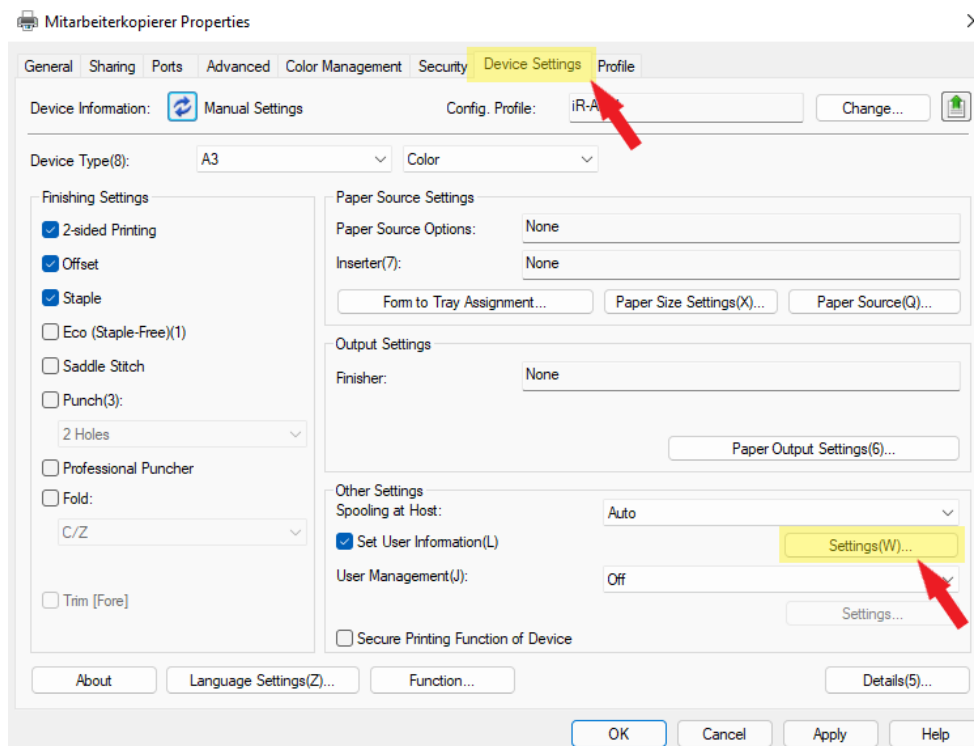 Mitarbeiterkopierer Properties
General Sharing Ports Advanced Color Management Security Device Settings Profile
Device Information: Manual Settings Config. Profile: iR-A Change...
Device Type(8): A3 Color
Finishing Settings
2-sided Printing
Offset
Staple
Eco (Staple-Free)(1)
Saddle Stitch
Punch(3):
2 Holes
Professional Puncher
Fold:
C/Z
Trim [Fore]
Paper Source Settings
Paper Source Options: None
Inserter(7): None
Form to Tray Assignment... Paper Size Settings(X)... Paper Source(Q)...
Output Settings
Finisher: None
Paper Output Settings(6)...
Other Settings
Spooling at Host: Auto
Set User Information(L) Settings(W)...
User Management(J): Off
Settings...
Secure Printing Function of Device
About Language Settings(Z)... Function... Details(5)...
OK Cancel Apply Help